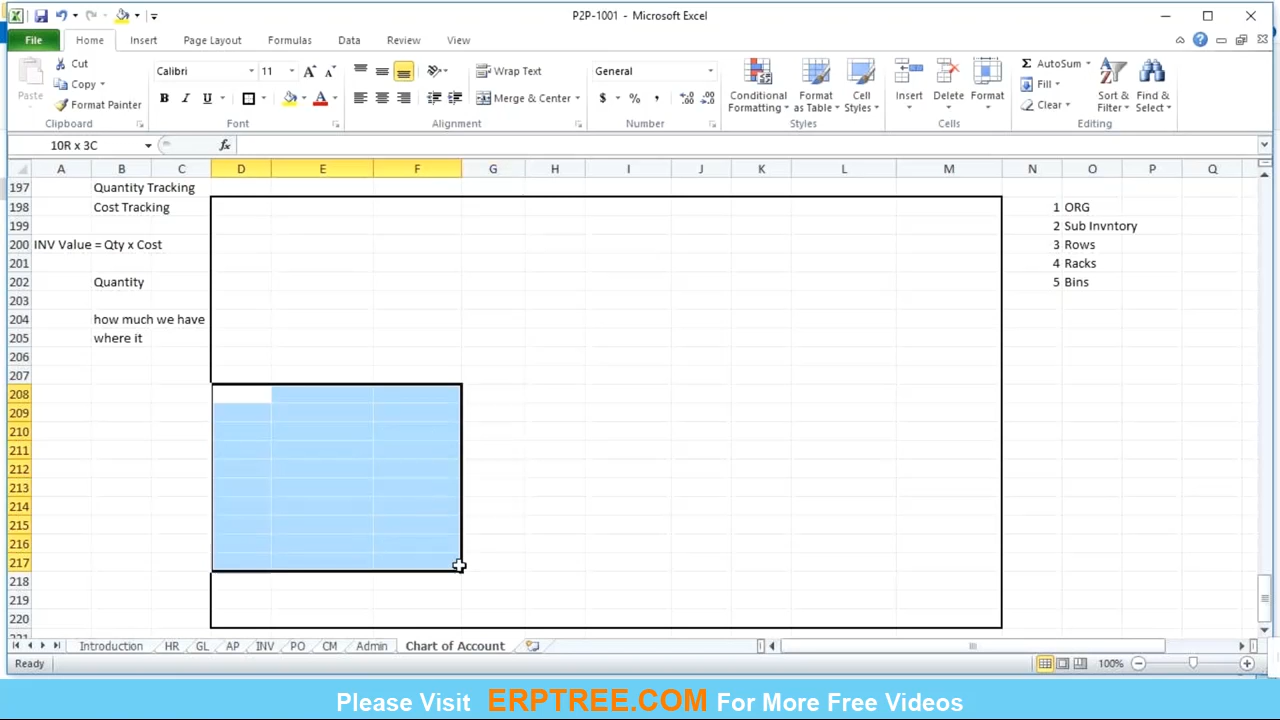 P2P-1001 - Microsoft Excel
File Home Insert Page Layout Formulas Data Review View
Paste
Cut
Copy
Format Painter
Clipboard
Calibri 11
B I U
Font
Wrap Text
Merge & Center
Alignment
General
$ % ,
Number
Conditional Formatting
Format as Table
Cell Styles
Styles
Insert
Delete
Format
Cells
AutoSum
Fill
Clear
Sort & Filter
Find & Select
Editing
10R x 3C fx
A B C D E F G H I J K L M N O P Q
197 Quantity Tracking
198 Cost Tracking 1 ORG
199 2 Sub Invntory
200 INV Value = Qty x Cost 3 Rows
201 4 Racks
202 Quantity 5 Bins
203
204 how much we have
205 where it
206
207
208
209
210
211
212
213
214
215
216
217
218
219
220
Introduction HR GL AP INV PO CM Admin Chart of Account
Ready 100%
Please Visit ERPTREE.COM For More Free Videos